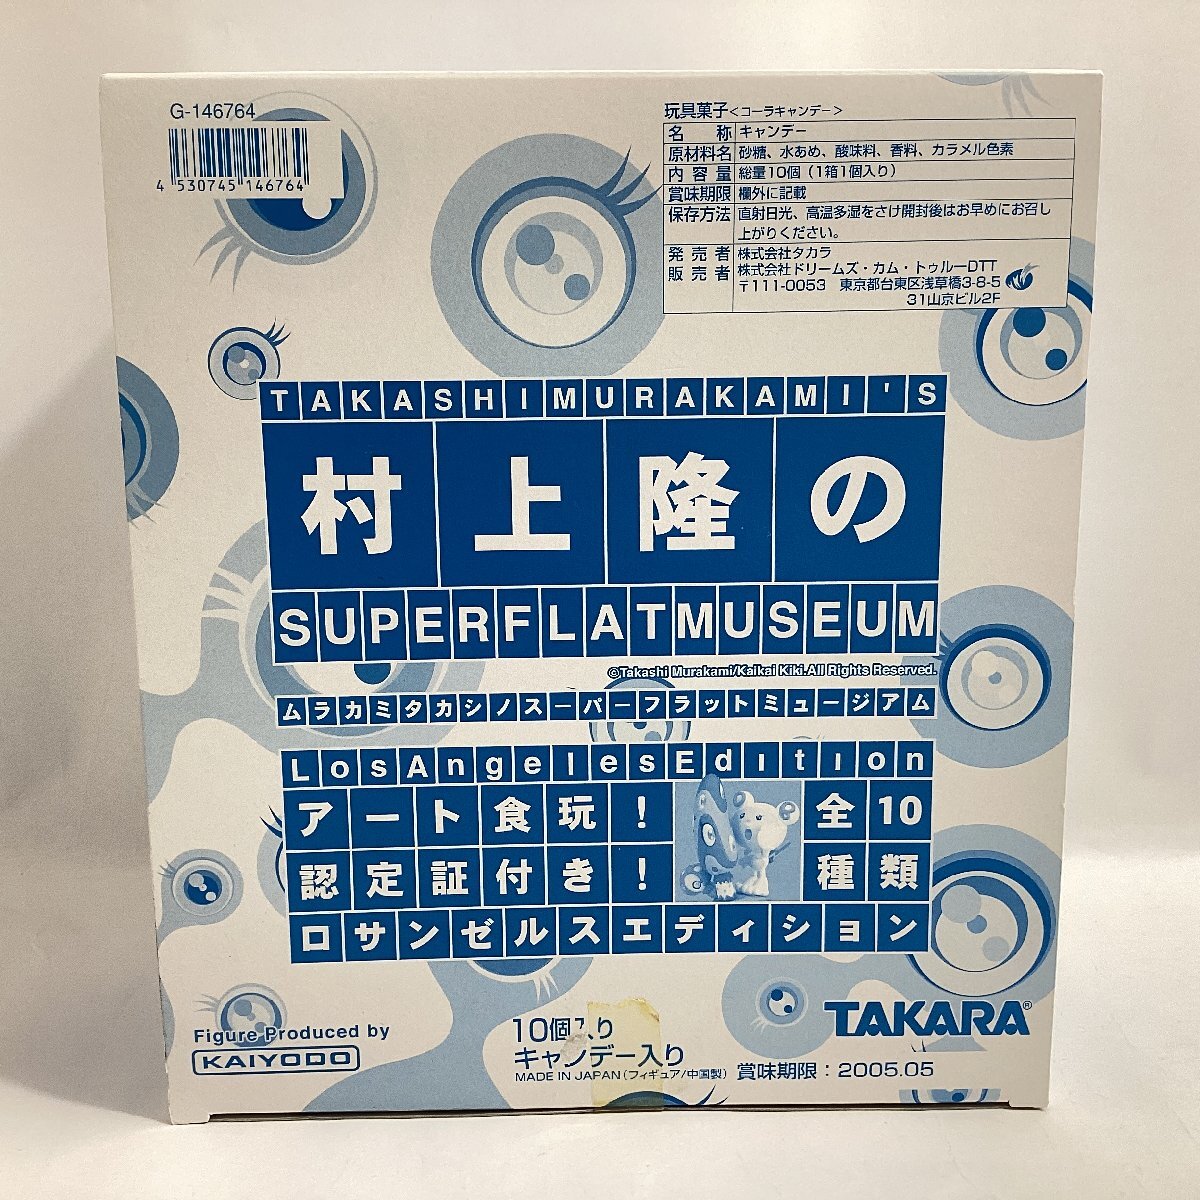 G-146764
4 530745 146764
玩具菓子<コーラキャンデー>
名 称 キャンデー
原材料名 砂糖、水あめ、酸味料、香料、カラメル色素
内容量 総量10個(1箱1個入り)
賞味期限 欄外に記載
保存方法 直射日光、高温多湿をさけ開封後はお早めにお召し
上がりください。
発売者 株式会社タカラ
販売者 株式会社ドリームズ・カム・トゥルーDTT
〒111-0053 東京都台東区浅草橋3-8-5
31山京ビル2F
TAKASHIMURAKAMI'S
村上隆の
SUPERFLATMUSEUM
©Takashi Murakami/Kaikai Kiki.All Rights Reserved.
ムラカミタカシノスーパーフラットミュージアム
LosAngelesEdition
アート食玩! 全10
認定証付き! 種類
ロサンゼルスエディション
TAKARA®
Figure Produced by
KAIYODO
10個入り
キャンデー入り
MADE IN JAPAN(フィギュア/中国製)
賞味期限:2005.05